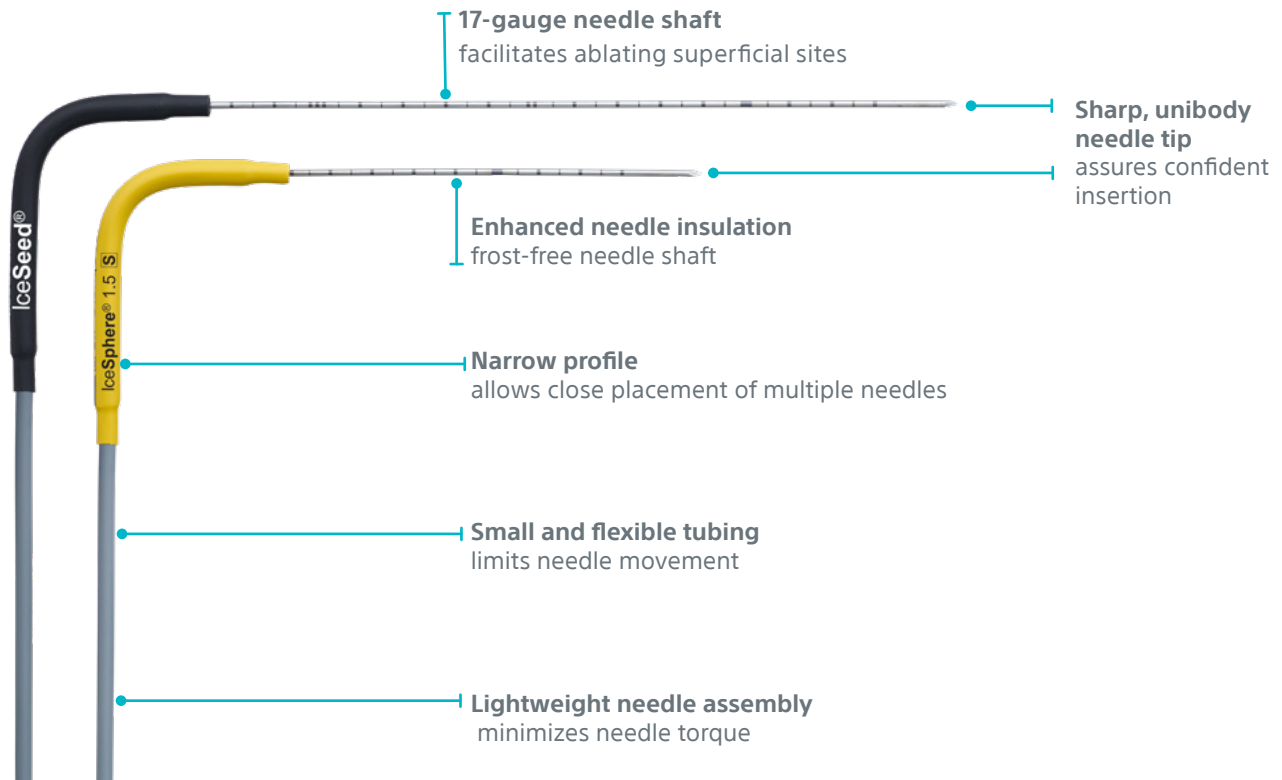 17-gauge needle shaft
facilitates ablating superficial sites
Sharp, unibody
needle tip
assures confident
insertion
Enhanced needle insulation
frost-free needle shaft
IceSeed®
IceSphere® 1.5 S
Narrow profile
allows close placement of multiple needles
Small and flexible tubing
limits needle movement
Lightweight needle assembly
minimizes needle torque